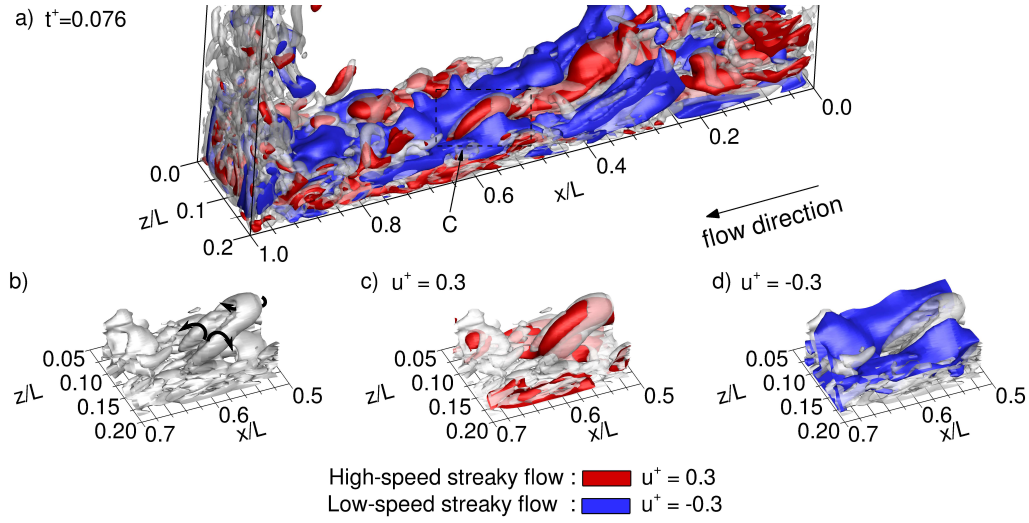 a) t⁺=0.076
0.0
0.2
0.4
x/L
0.6
0.8
1.0
0.0
z/L
0.1
0.2
C
flow direction
b)
0.05
0.10
0.15
0.20
z/L
0.5
0.6
0.7
x/L
c) u⁺ = 0.3
0.05
0.10
0.15
0.20
z/L
0.5
0.6
0.7
x/L
d) u⁺ = -0.3
0.05
0.10
0.15
0.20
z/L
0.5
0.6
0.7
x/L
High-speed streaky flow : u⁺ = 0.3
Low-speed streaky flow : u⁺ = -0.3